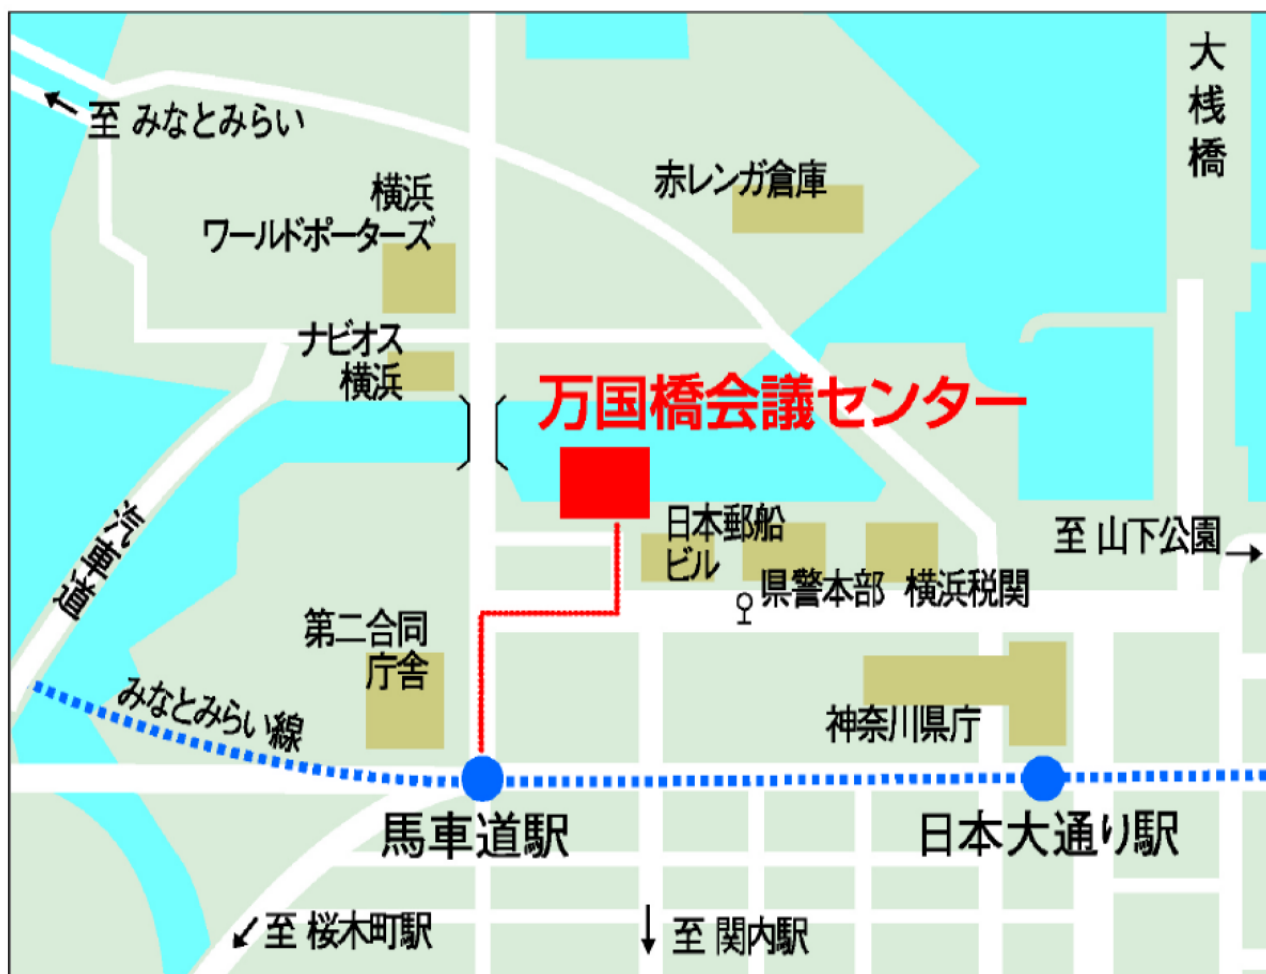 大桟橋
至 みなとみらい
横浜
ワールドポーターズ
赤レンガ倉庫
ナビオス
横浜
万国橋会議センター
汽車道
日本郵船
ビル
県警本部
横浜税関
至 山下公園
第二合同
庁舎
みなとみらい線
神奈川県庁
馬車道駅
日本大通り駅
至 桜木町駅
至 関内駅